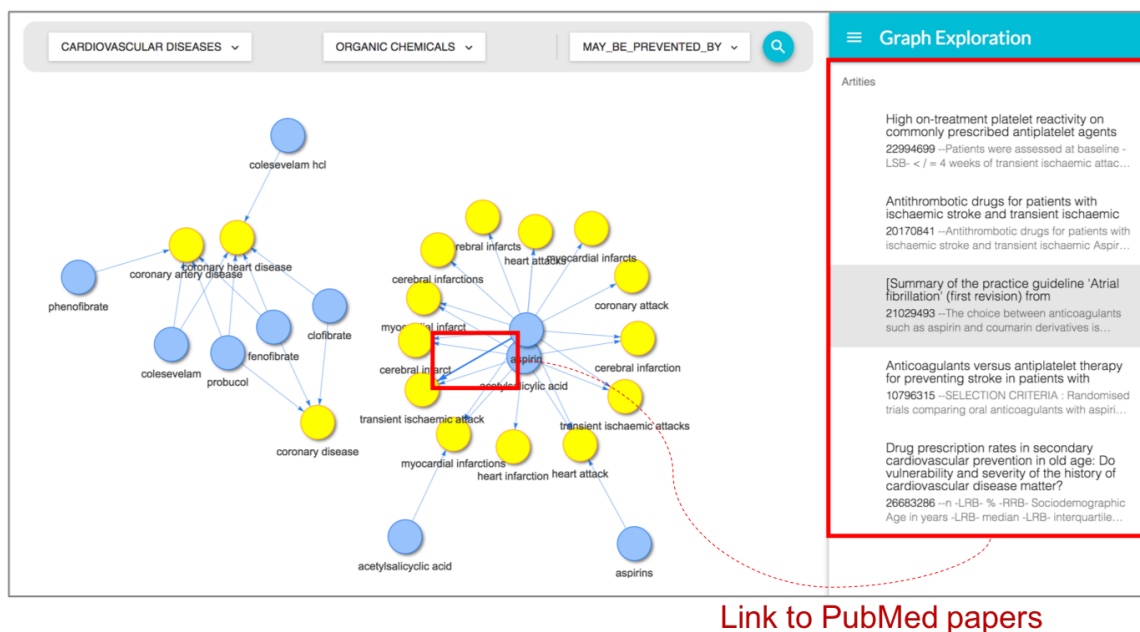 CARDIOVASCULAR DISEASES
ORGANIC CHEMICALS
MAY_BE_PREVENTED_BY
Graph Exploration
Artities
High on-treatment platelet reactivity on
commonly prescribed antiplatelet agents
22994699 --Patients were assessed at baseline -
LSB- < / = 4 weeks of transient ischaemic attac...
Antithrombotic drugs for patients with
ischaemic stroke and transient ischaemic
20170841 --Antithrombotic drugs for patients with
ischaemic stroke and transient ischaemic Aspir...
[Summary of the practice guideline 'Atrial
fibrillation' (first revision) from
21029493 --The choice between anticoagulants
such as aspirin and coumarin derivatives is...
Anticoagulants versus antiplatelet therapy
for preventing stroke in patients with
10796315 --SELECTION CRITERIA : Randomised
trials comparing oral anticoagulants with aspiri...
Drug prescription rates in secondary
cardiovascular prevention in old age: Do
vulnerability and severity of the history of
cardiovascular disease matter?
26683286 --n -LRB- % -RRB- Sociodemographic
Age in years -LRB- median -LRB- interquartile...
colesevelam hcl
coronary artery disease
coronary heart disease
phenofibrate
clofibrate
fenofibrate
colesevelam
probucol
coronary disease
rebral infarcts
heart attacks
myocardial infarcts
cerebral infarctions
coronary attack
myocardial infarct
aspirin
cerebral infarct
cerebral infarction
acetylsalicylic acid
transient ischaemic attack
transient ischaemic attacks
myocardial infarctions
heart infarction
heart attack
acetylsalicyclic acid
aspirins
Link to PubMed papers